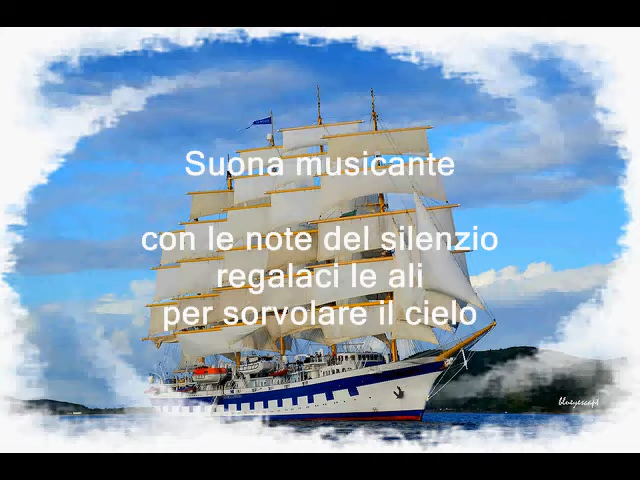 Suona musicante
con le note del silenzio
regalaci le ali
per sorvolare il cielo
blueyescapt